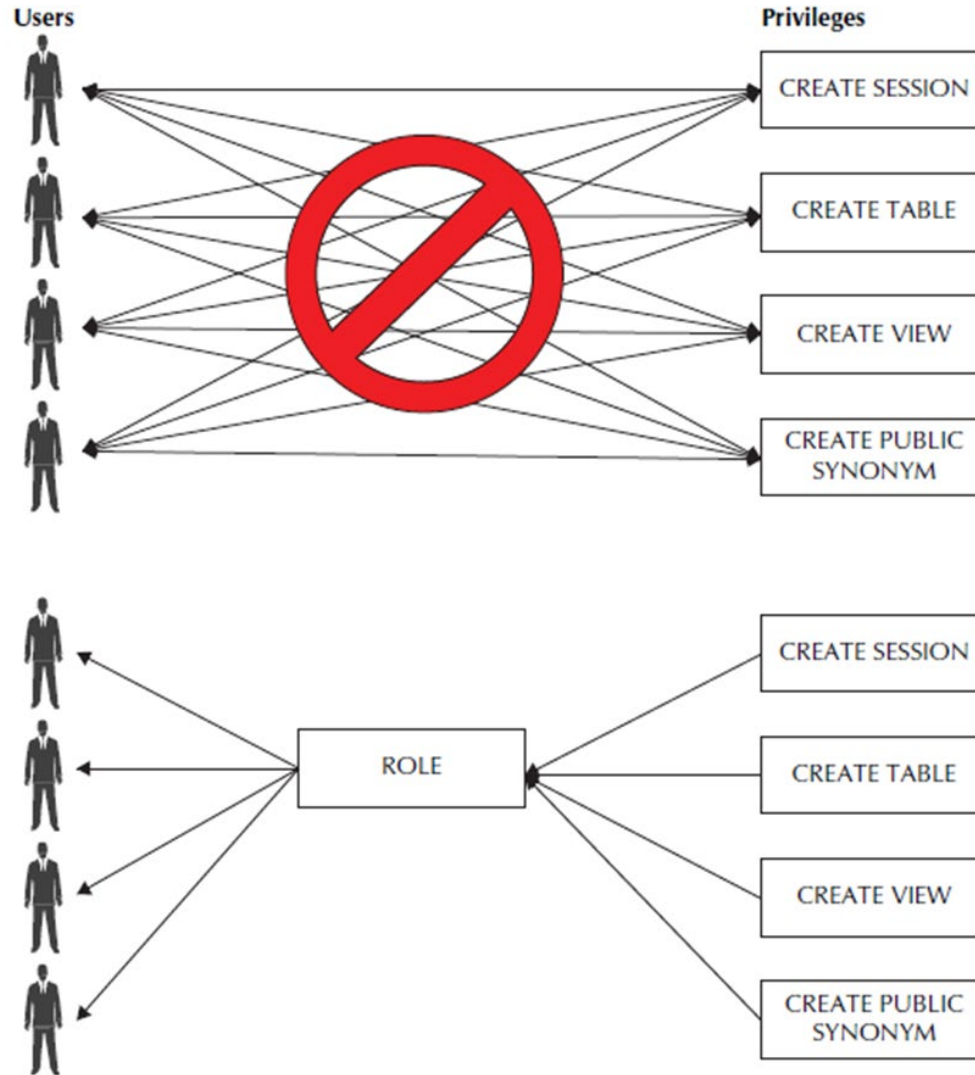 Users
Privileges
CREATE SESSION
CREATE TABLE
CREATE VIEW
CREATE PUBLIC
SYNONYM
CREATE SESSION
ROLE
CREATE TABLE
CREATE VIEW
CREATE PUBLIC
SYNONYM